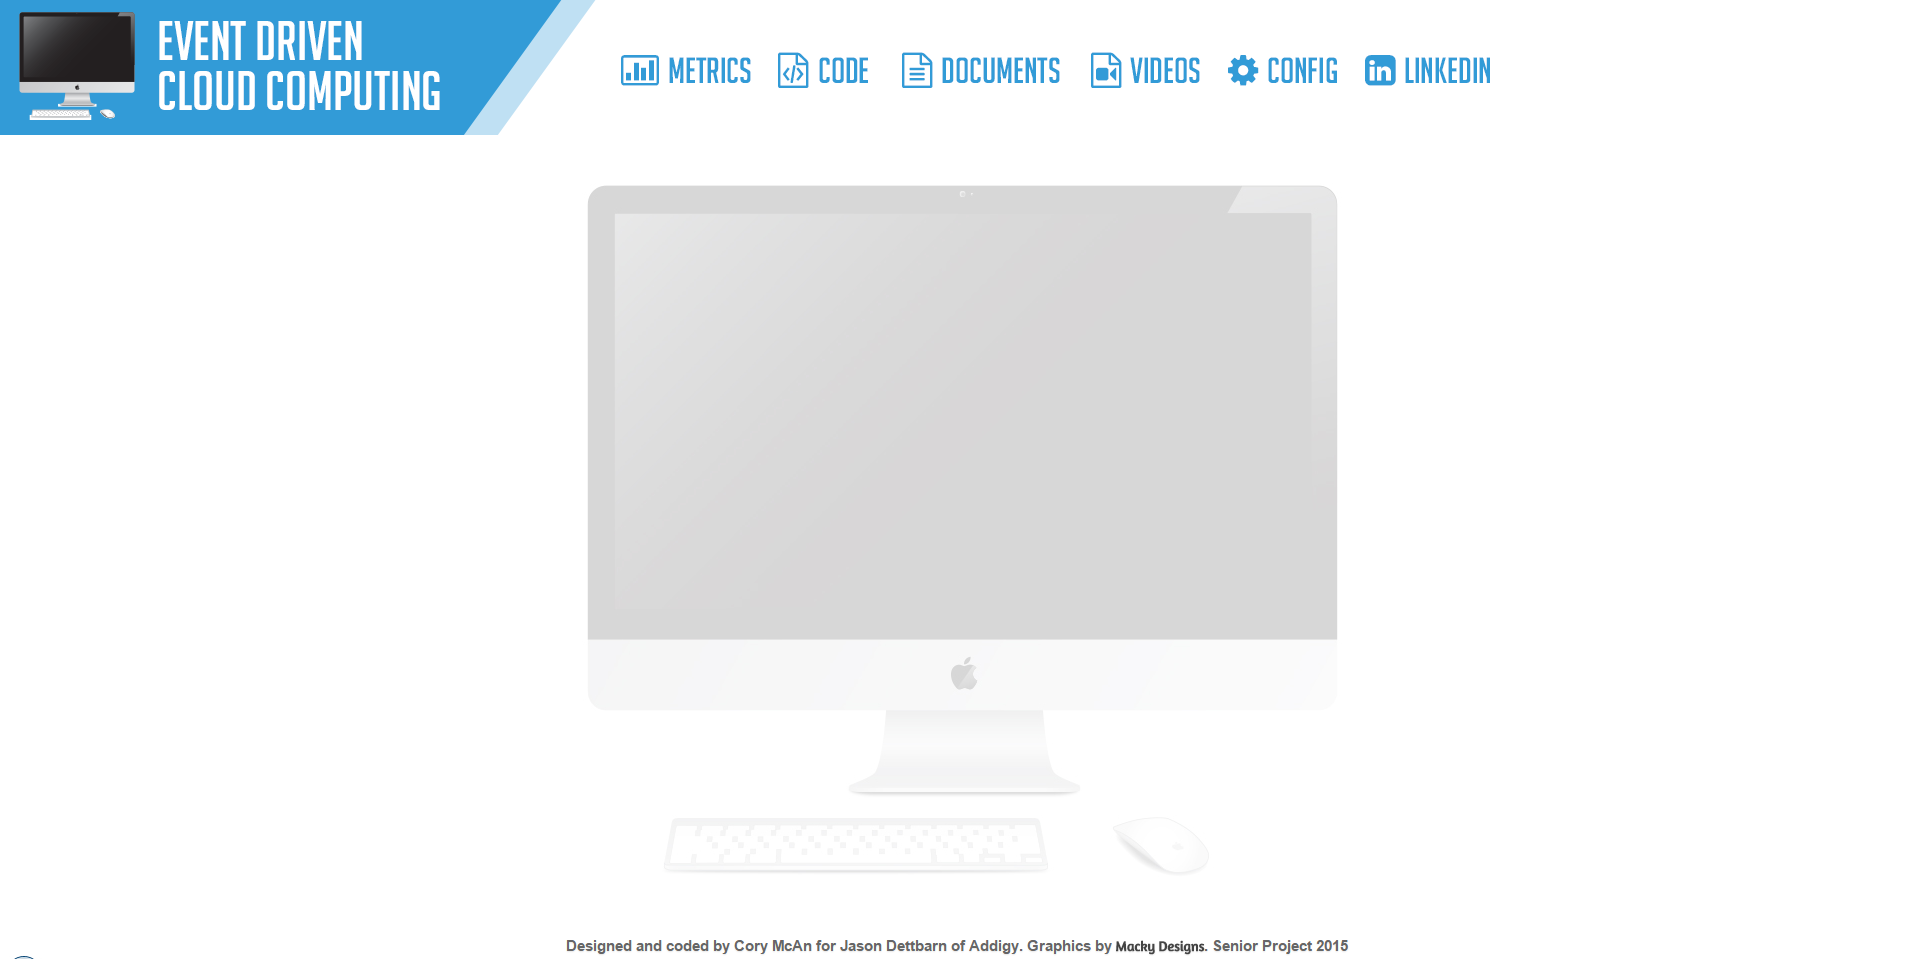 EVENT DRIVEN
CLOUD COMPUTING
METRICS
CODE
DOCUMENTS
VIDEOS
CONFIG
LINKEDIN
Designed and coded by Cory McAn for Jason Dettbarn of Addigy. Graphics by Macky Designs. Senior Project 2015